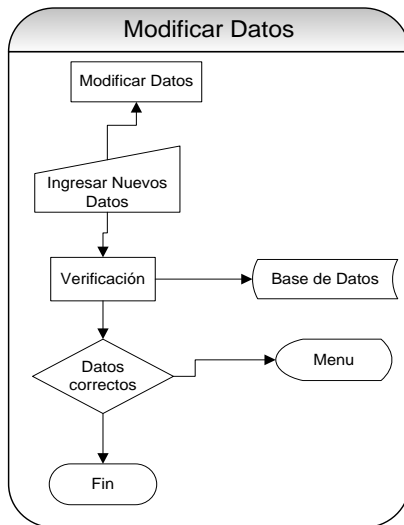 Modificar Datos
Modificar Datos
Ingresar Nuevos
Datos
Verificación
Base de Datos
Datos
correctos
Menu
Fin